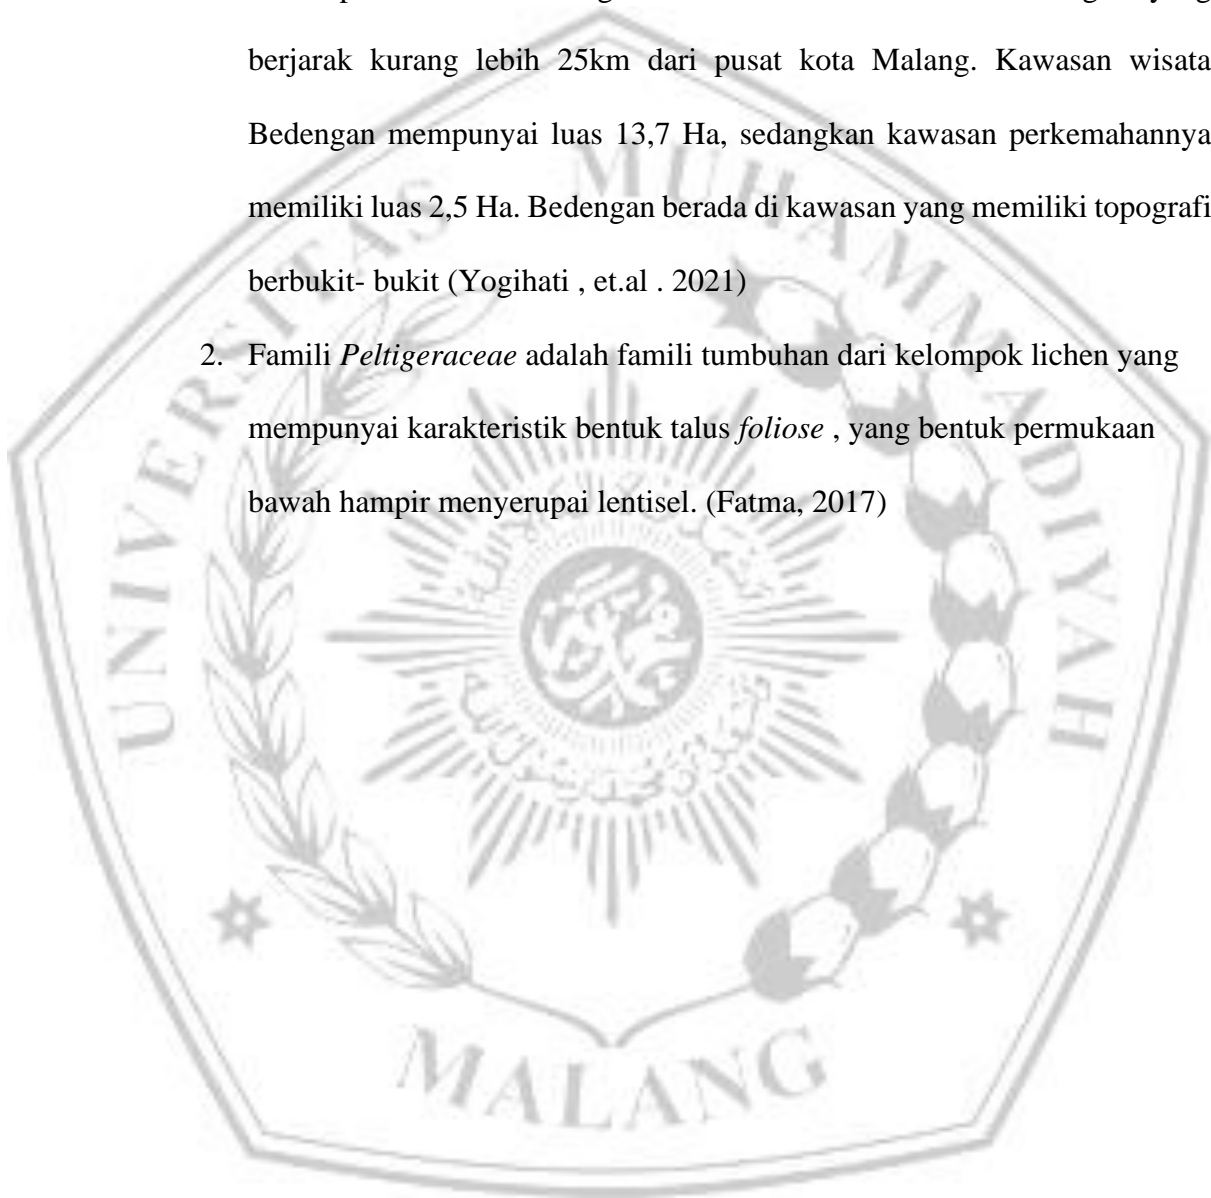 berjarak kurang lebih 25km dari pusat kota Malang. Kawasan wisata
Bedengan mempunyai luas 13,7 Ha, sedangkan kawasan perkemahannya
memiliki luas 2,5 Ha. Bedengan berada di kawasan yang memiliki topografi
berbukit- bukit (Yogihati , et.al . 2021)
2. Famili Peltigeraceae adalah famili tumbuhan dari kelompok lichen yang
mempunyai karakteristik bentuk talus foliose , yang bentuk permukaan
bawah hampir menyerupai lentisel. (Fatma, 2017)
UNIVERSITAS MUHAMMADIYAH
MALANG